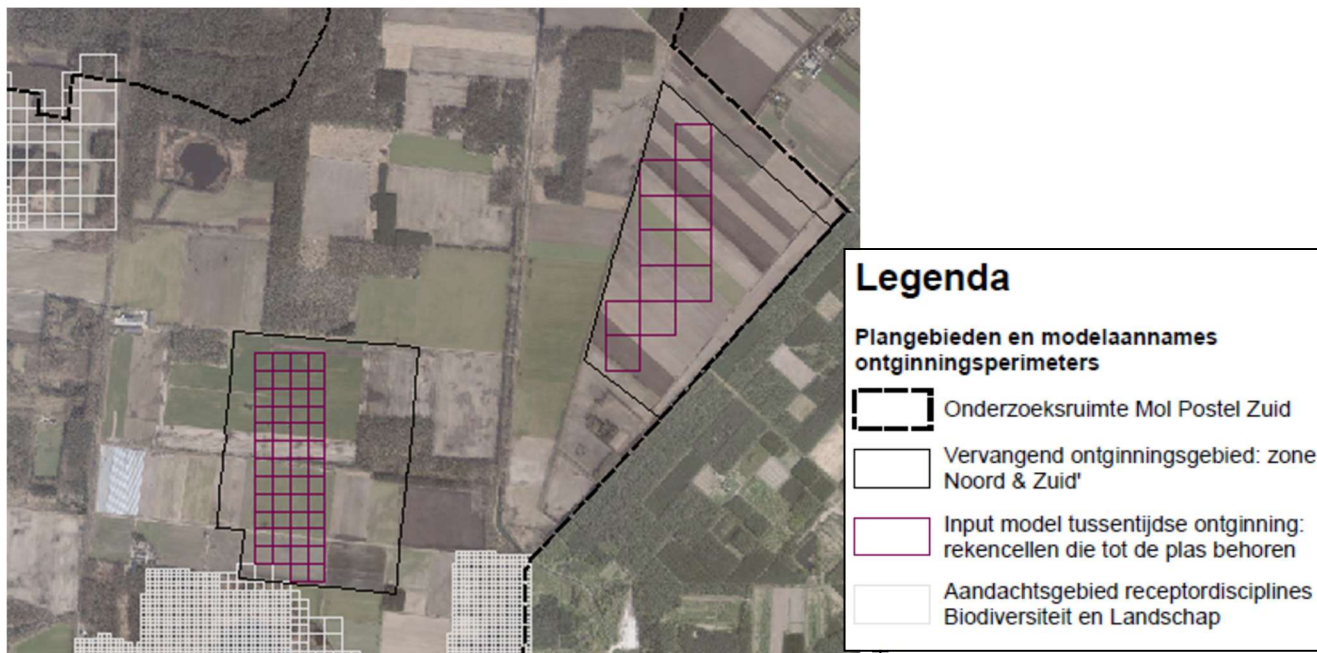 Legenda
Plangebieden en modelaannames
ontginningsperimeters
Onderzoeksruimte Mol Postel Zuid
Vervangend ontginningsgebied: zone
Noord & Zuid'
Input model tussentijdse ontginning:
rekencellen die tot de plas behoren
Aandachtsgebied receptordisciplines
Biodiversiteit en Landschap